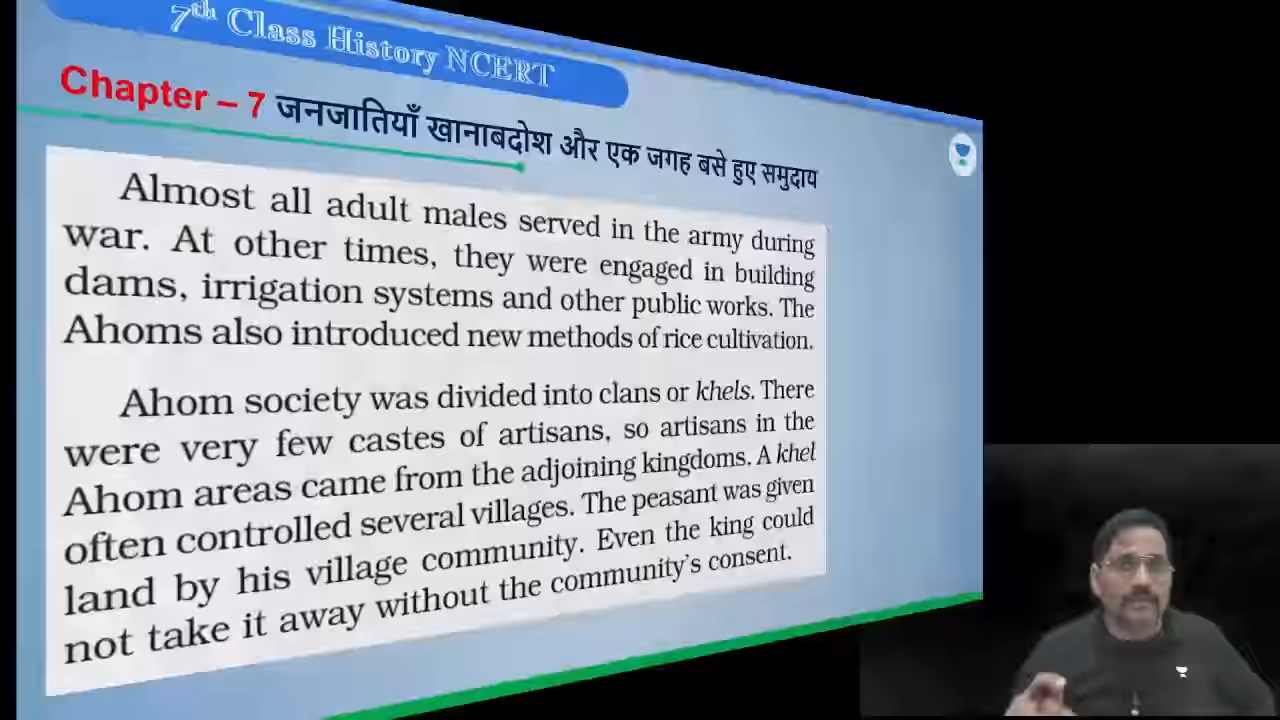 7th Class History NCERT
Chapter – 7 जनजातियाँ खानाबदोश और एक जगह बसे हुए समुदाय
Almost all adult males served in the army during
war. At other times, they were engaged in building
dams, irrigation systems and other public works. The
Ahoms also introduced new methods of rice cultivation.
Ahom society was divided into clans or khels. There
were very few castes of artisans, so artisans in the
Ahom areas came from the adjoining kingdoms. A khel
often controlled several villages. The peasant was given
land by his village community. Even the king could
not take it away without the community's consent.